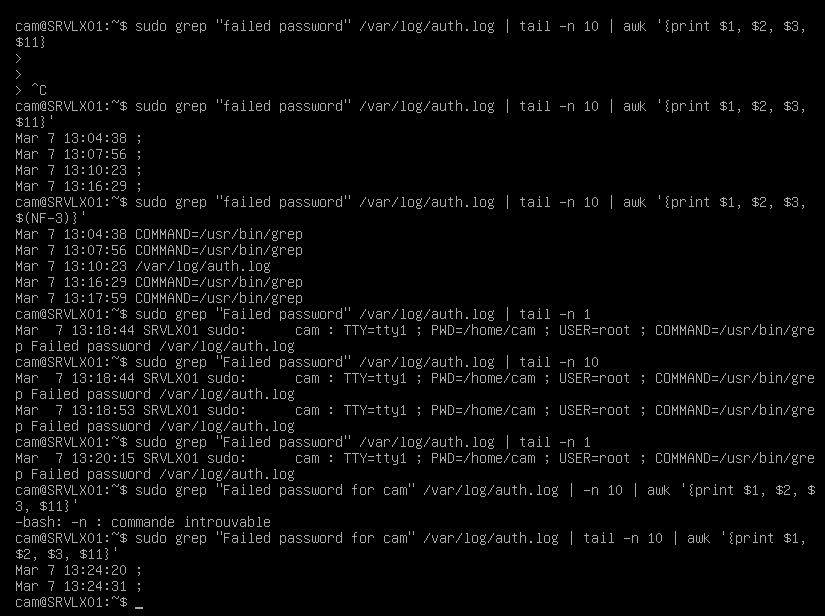 cam@SRVLX01:~$ sudo grep "failed password" /var/log/auth.log | tail -n 10 | awk '{print $1, $2, $3,
$11}
>
>
> ^C
cam@SRVLX01:~$ sudo grep "failed password" /var/log/auth.log | tail -n 10 | awk '{print $1, $2, $3,
$11}'
Mar 7 13:04:38 ;
Mar 7 13:07:56 ;
Mar 7 13:10:23 ;
Mar 7 13:16:29 ;
cam@SRVLX01:~$ sudo grep "failed password" /var/log/auth.log | tail -n 10 | awk '{print $1, $2, $3,
$(NF-3)}'
Mar 7 13:04:38 COMMAND=/usr/bin/grep
Mar 7 13:07:56 COMMAND=/usr/bin/grep
Mar 7 13:10:23 /var/log/auth.log
Mar 7 13:16:29 COMMAND=/usr/bin/grep
Mar 7 13:17:59 COMMAND=/usr/bin/grep
cam@SRVLX01:~$ sudo grep "Failed password" /var/log/auth.log | tail -n 1
Mar  7 13:18:44 SRVLX01 sudo:      cam : TTY=tty1 ; PWD=/home/cam ; USER=root ; COMMAND=/usr/bin/gre
p Failed password /var/log/auth.log
cam@SRVLX01:~$ sudo grep "Failed password" /var/log/auth.log | tail -n 10
Mar  7 13:18:44 SRVLX01 sudo:      cam : TTY=tty1 ; PWD=/home/cam ; USER=root ; COMMAND=/usr/bin/gre
p Failed password /var/log/auth.log
Mar  7 13:18:53 SRVLX01 sudo:      cam : TTY=tty1 ; PWD=/home/cam ; USER=root ; COMMAND=/usr/bin/gre
p Failed password /var/log/auth.log
cam@SRVLX01:~$ sudo grep "Failed password" /var/log/auth.log | tail -n 1
Mar  7 13:20:15 SRVLX01 sudo:      cam : TTY=tty1 ; PWD=/home/cam ; USER=root ; COMMAND=/usr/bin/gre
p Failed password /var/log/auth.log
cam@SRVLX01:~$ sudo grep "Failed password for cam" /var/log/auth.log | -n 10 | awk '{print $1, $2, $
3, $11}'
-bash: -n : commande introuvable
cam@SRVLX01:~$ sudo grep "Failed password for cam" /var/log/auth.log | tail -n 10 | awk '{print $1,
$2, $3, $11}'
Mar 7 13:24:20 ;
Mar 7 13:24:31 ;
cam@SRVLX01:~$ _